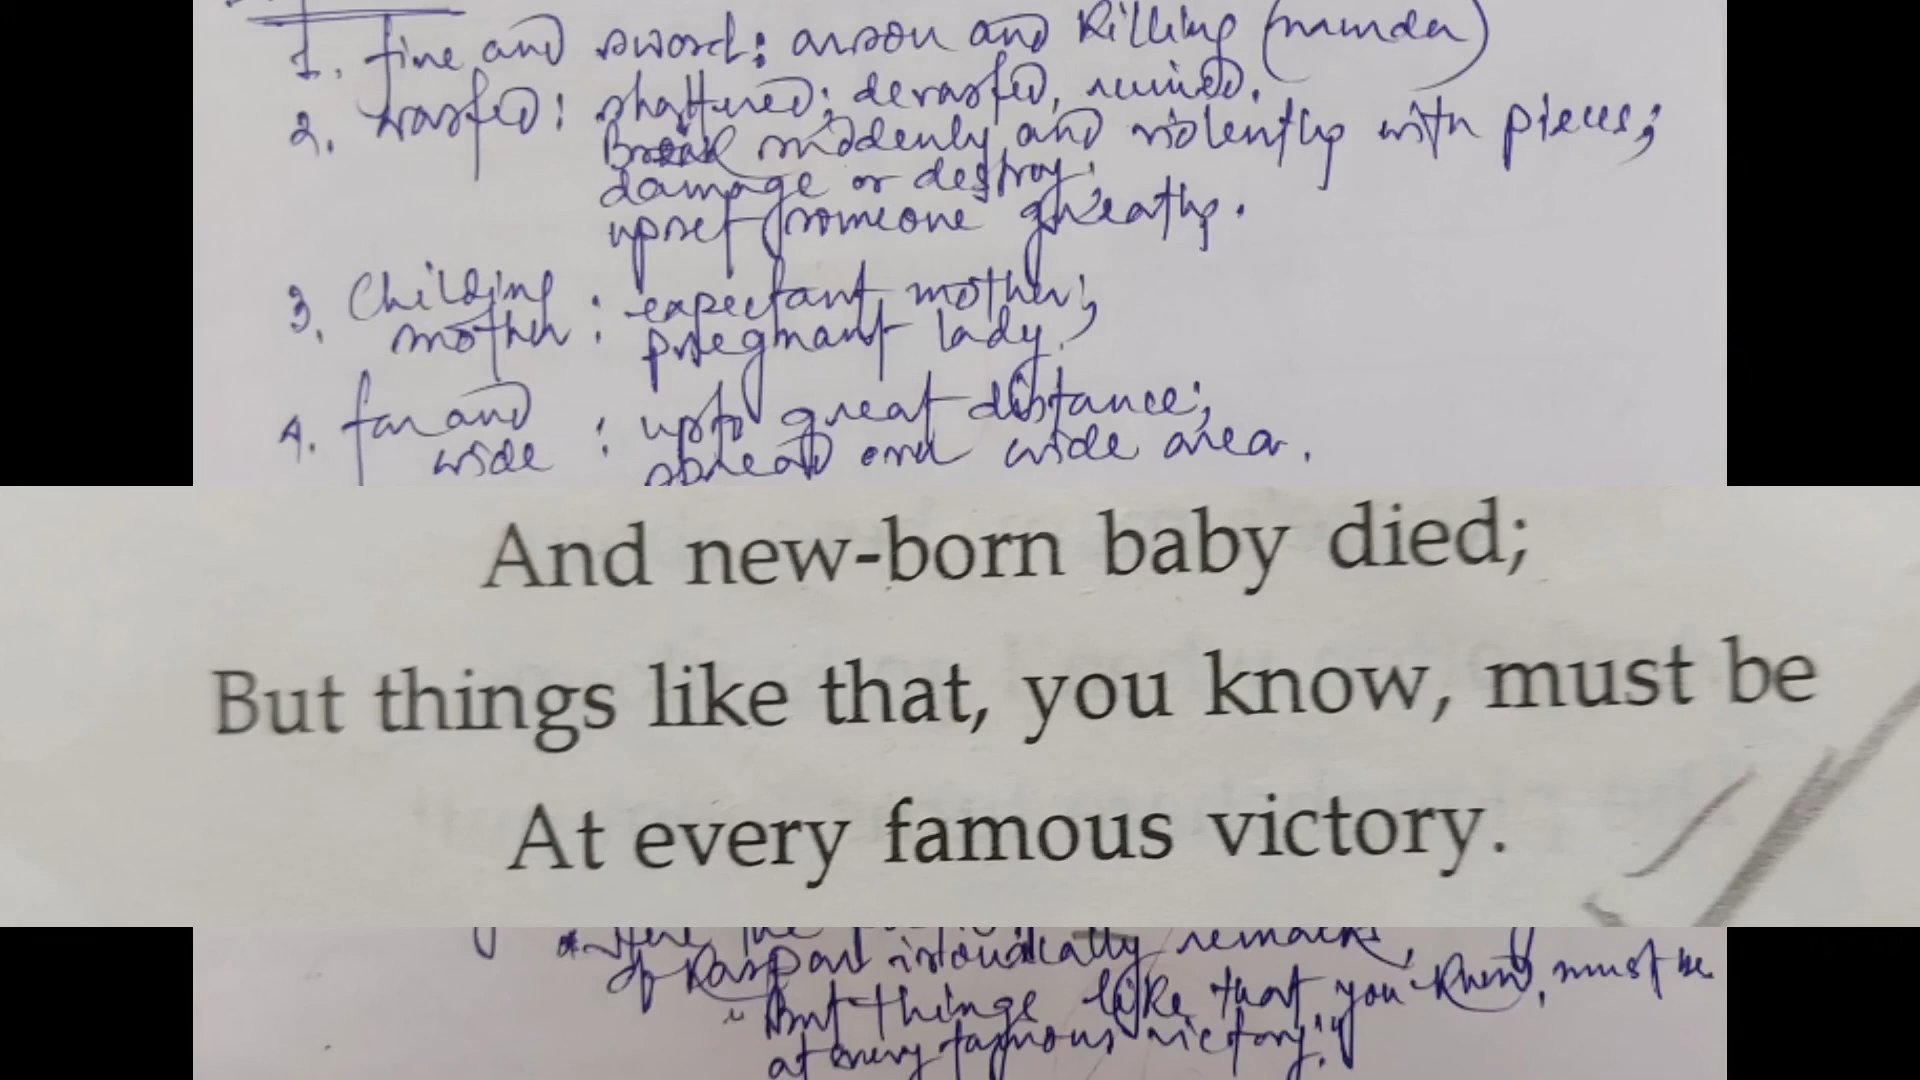 1. fire and sword: arson and killing (murder)
2. wasted: shattered; devasted, ruined.
Break suddenly and violently with pieces;
damage or destroy;
upset someone greatly.
3. Childing : expectant mother;
mother : pregnant lady.
4. far and : upto great distance;
wide spread and wide area.
And new-born baby died;
But things like that, you know, must be
At every famous victory.
of Kaspar ironically remarks,
"But things like that you know, must be
at every famous victory."